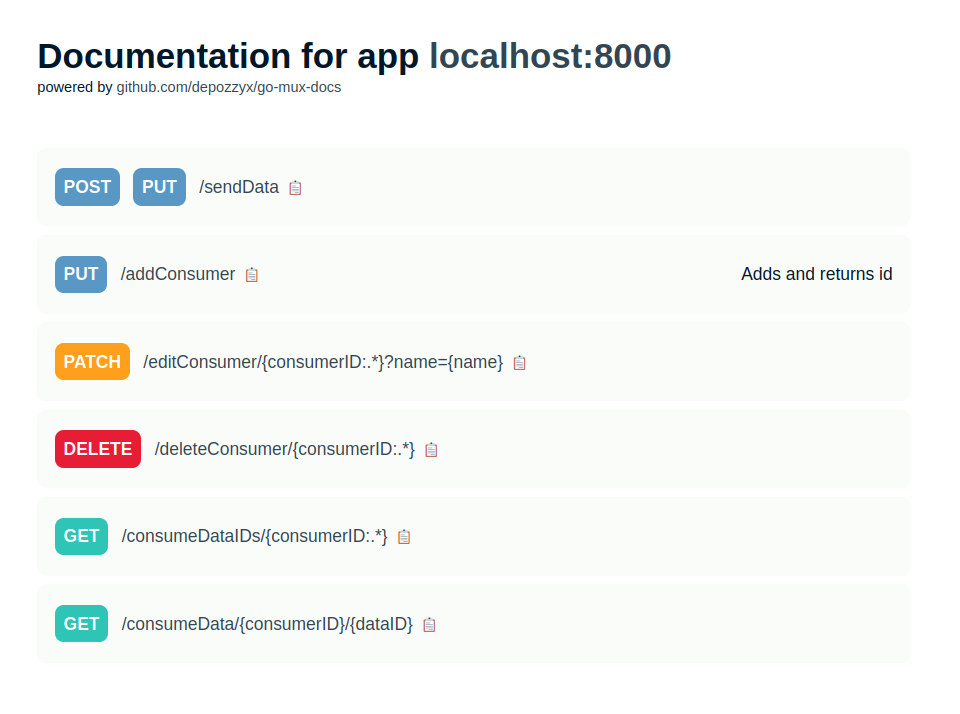 Documentation for app localhost:8000
powered by github.com/depozzyx/go-mux-docs
POST PUT /sendData
PUT /addConsumer Adds and returns id
PATCH /editConsumer/{consumerID:.*}?name={name}
DELETE /deleteConsumer/{consumerID:.*}
GET /consumeDataIDs/{consumerID:.*}
GET /consumeData/{consumerID}/{dataID}